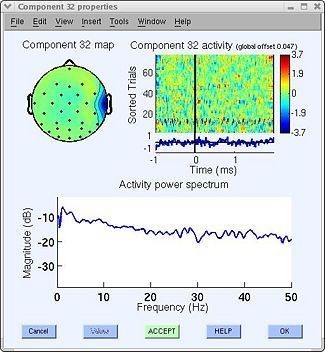 Component 32 properties
File Edit View Insert Tools Window Help
Component 32 map
Component 32 activity (global offset 0.047)
Sorted Trials
60
40
20
3.7
1.9
0
-1.9
-3.7
1
-1
-1 0 1
Time (ms)
Activity power spectrum
Magnitude (dB)
-10
-20
-30
0 10 20 30 40 50
Frequency (Hz)
Cancel Values ACCEPT HELP OK